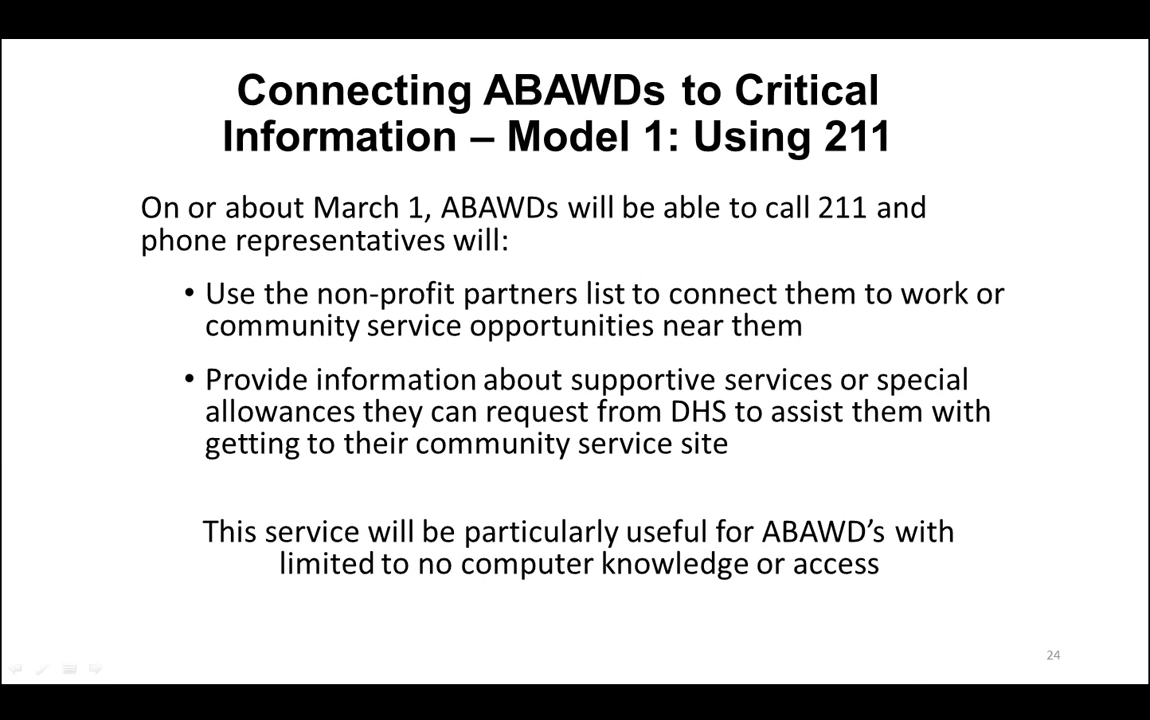 Connecting ABAWDs to Critical
Information – Model 1: Using 211
On or about March 1, ABAWDs will be able to call 211 and
phone representatives will:
• Use the non-profit partners list to connect them to work or
community service opportunities near them
• Provide information about supportive services or special
allowances they can request from DHS to assist them with
getting to their community service site
This service will be particularly useful for ABAWD’s with
limited to no computer knowledge or access
24